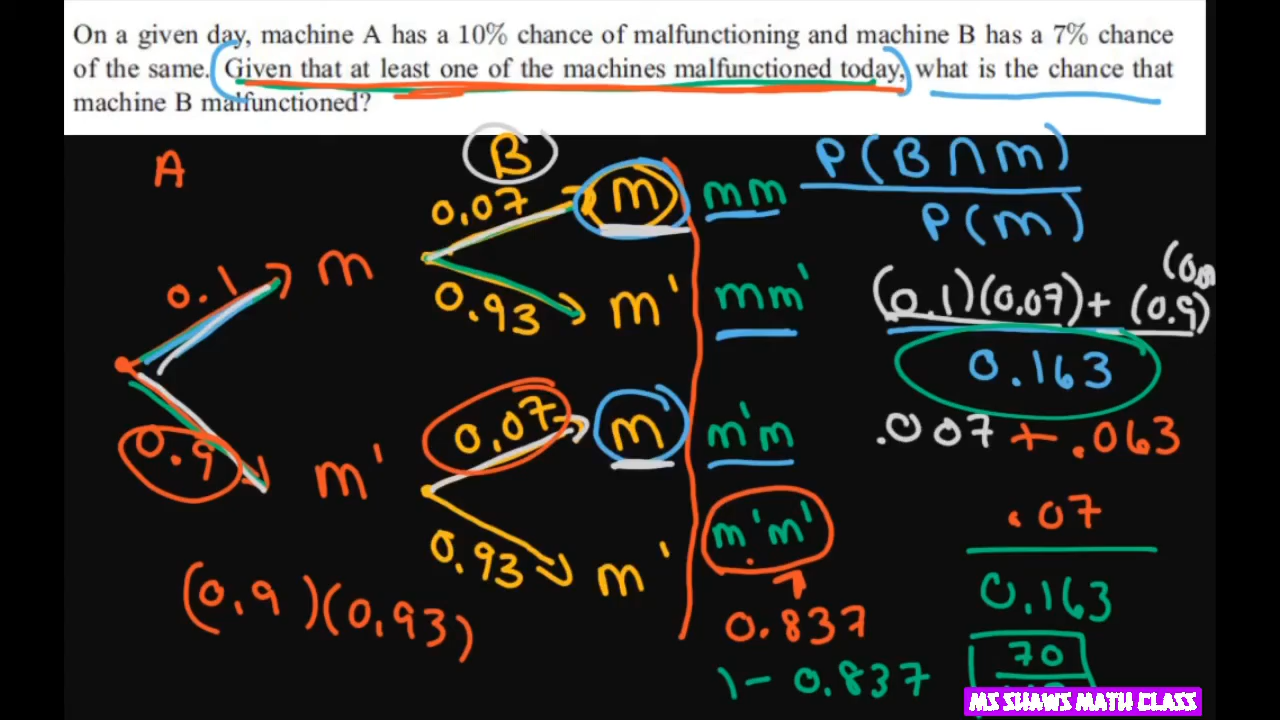 On a given day, machine A has a 10% chance of malfunctioning and machine B has a 7% chance
of the same. Given that at least one of the machines malfunctioned today, what is the chance that
machine B malfunctioned?
A
B
P(B ∩ m)
P(m)
0.07
m
mm
0.1
m
0.93
m'
mm'
(0.1)(0.07) + (0.9)
0.163
0.07
m
m'm
.007 + .063
0.9
m'
.07
m'm'
0.93
m'
0.163
(0.9)(0.93)
0.837
1 - 0.837
70
MS SHAWS MATH CLASS